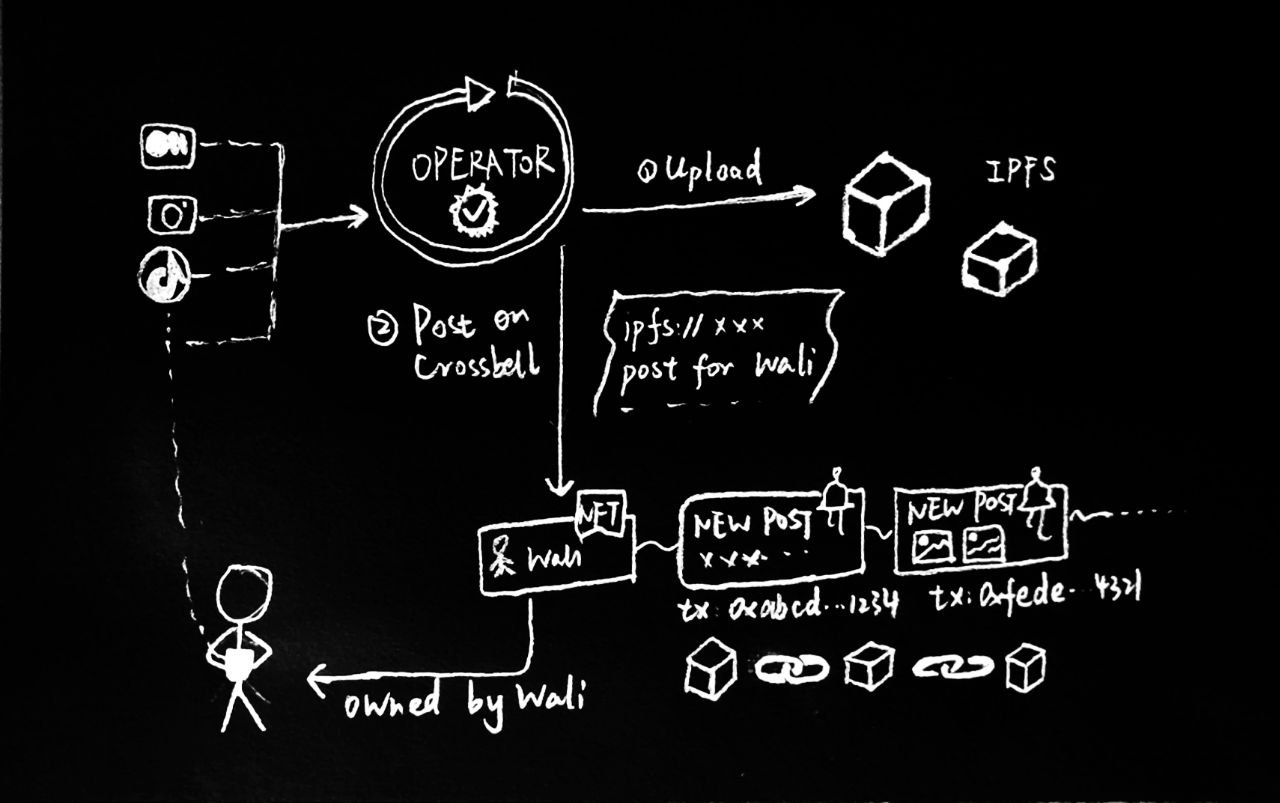 OPERATOR
① Upload
IPFS
② Post on
Crossbell
ipfs:// xxx
post for Wali
NFT
Wali
NEW POST
xxx...
tx: 0xabcd...1234
NEW POST
tx: 0xfede...4321
owned by Wali